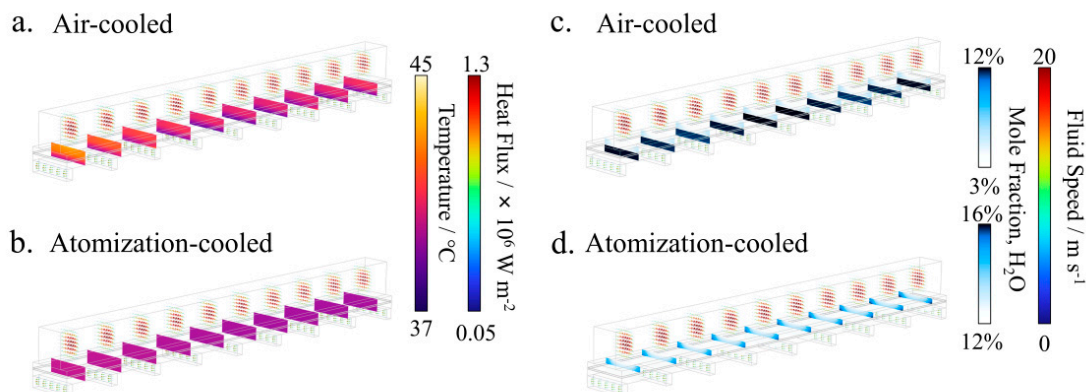 a. Air-cooled
45
1.3
Temperature / °C
Heat Flux / × 10⁶ W m⁻²
37
0.05
b. Atomization-cooled
c. Air-cooled
12%
3%
16%
12%
Mole Fraction, H₂O
20
Fluid Speed / m s⁻¹
0
d. Atomization-cooled